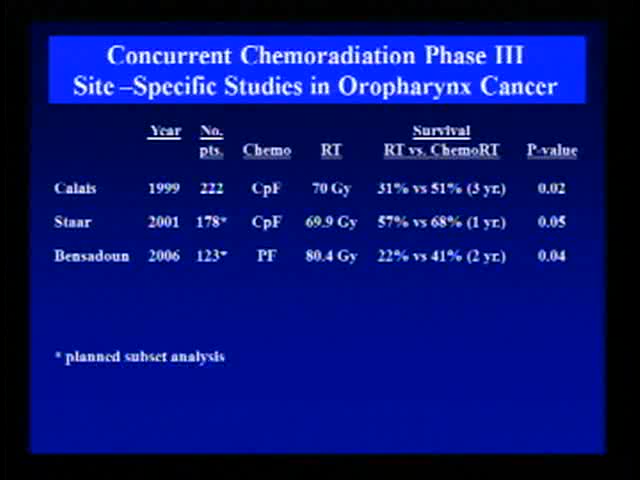 Concurrent Chemoradiation Phase III
Site –Specific Studies in Oropharynx Cancer
Year No. Survival
pts. Chemo RT RT vs. ChemoRT P-value
Calais 1999 222 CpF 70 Gy 31% vs 51% (3 yr.) 0.02
Staar 2001 178* CpF 69.9 Gy 57% vs 68% (1 yr.) 0.05
Bensadoun 2006 123* PF 80.4 Gy 22% vs 41% (2 yr.) 0.04
* planned subset analysis